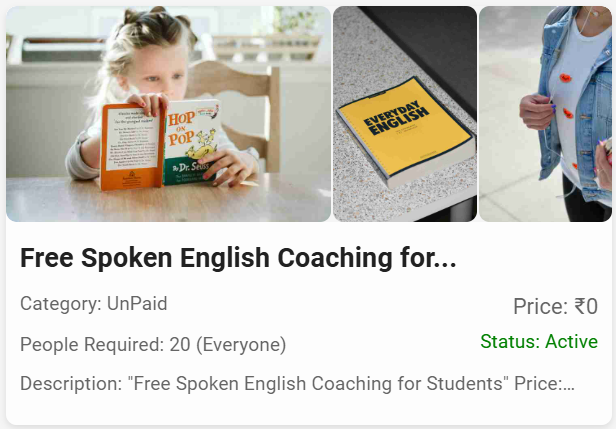 HOP
ON
POP
By Dr. Seuss
EVERYDAY
ENGLISH
Free Spoken English Coaching for...
Category: UnPaid
Price: ₹0
People Required: 20 (Everyone)
Status: Active
Description: "Free Spoken English Coaching for Students" Price:...